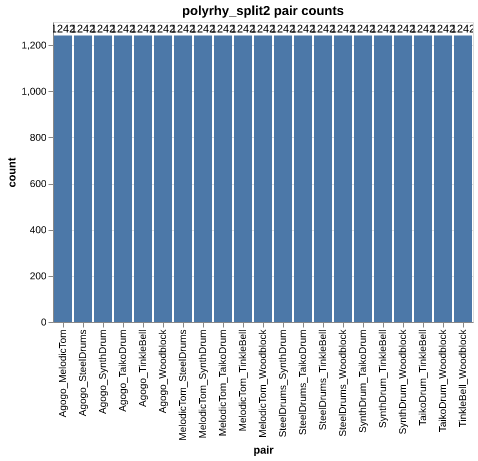 polyrhy_split2 pair counts
1242 1242 1242 1242 1242 1242 1242 1242 1242 1242 1242 1242 1242 1242 1242 1242 1242 1242 1242 1242 1242
1,200
1,000
800
600
400
200
0
count
Agogo_MelodicTom
Agogo_SteelDrums
Agogo_SynthDrum
Agogo_TaikoDrum
Agogo_TinkleBell
Agogo_Woodblock
MelodicTom_SteelDrums
MelodicTom_SynthDrum
MelodicTom_TaikoDrum
MelodicTom_TinkleBell
MelodicTom_Woodblock
SteelDrums_SynthDrum
SteelDrums_TaikoDrum
SteelDrums_TinkleBell
SteelDrums_Woodblock
SynthDrum_TaikoDrum
SynthDrum_TinkleBell
SynthDrum_Woodblock
TaikoDrum_TinkleBell
TaikoDrum_Woodblock
TinkleBell_Woodblock
pair